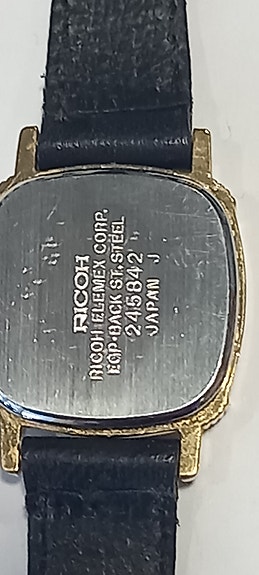 RICOH
RICOH ELEMEX CORP.
EGP·BACK ST. STEEL
245842
JAPAN J